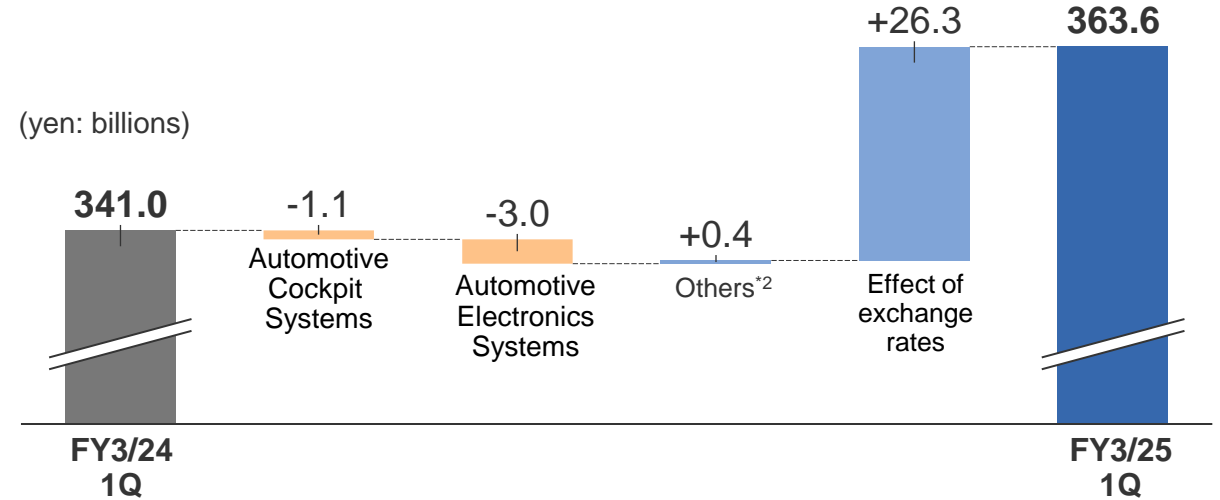 +26.3
363.6
(yen: billions)
341.0
-1.1
-3.0
+0.4
Automotive
Cockpit
Systems
Automotive
Electronics
Systems
Others*2
Effect of
exchange
rates
FY3/24
1Q
FY3/25
1Q